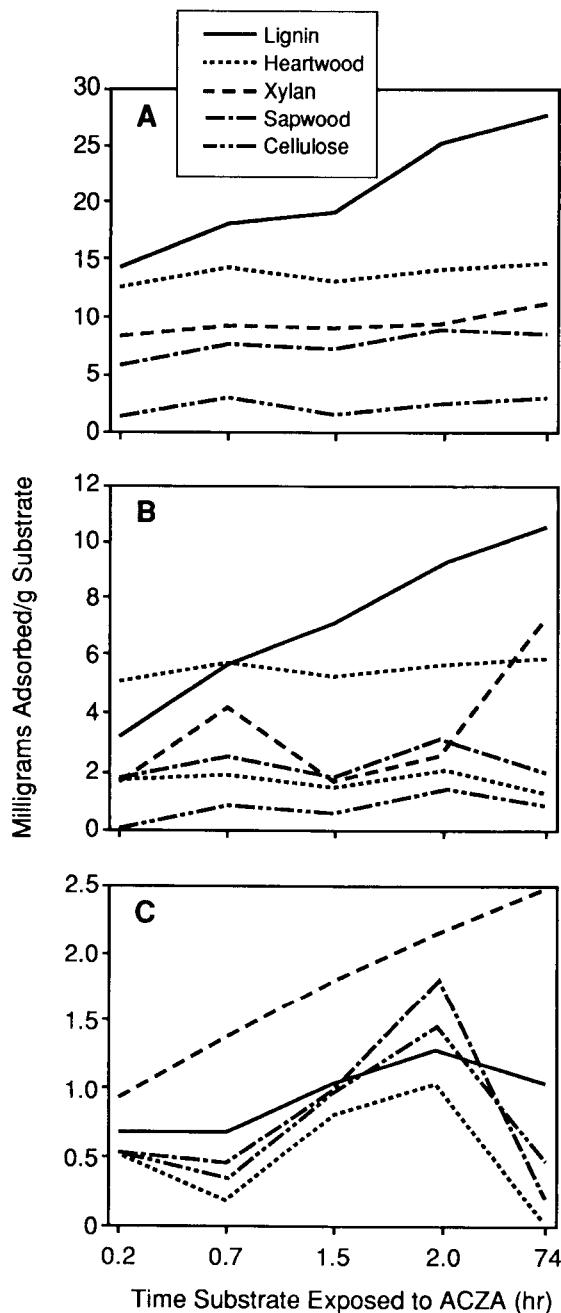 Lignin
Heartwood
Xylan
Sapwood
Cellulose
A
30
25
20
15
10
5
0
B
12
10
8
6
4
2
0
C
2.5
2.0
1.5
1.0
0.5
0
0.2 0.7 1.5 2.0 74
Milligrams Adsorbed/g Substrate
Time Substrate Exposed to ACZA (hr)